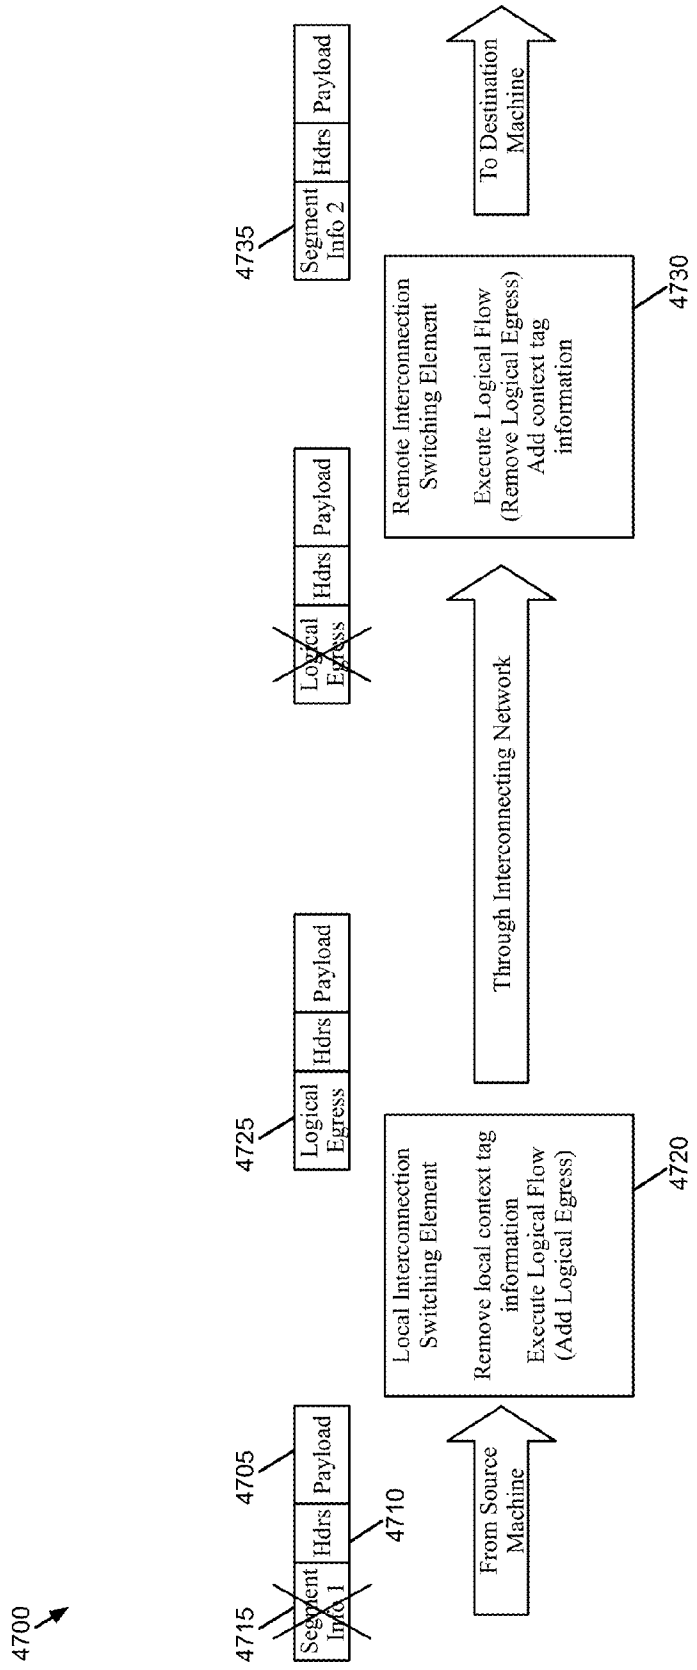 4700
4715
Segment
Info 1
Hdrs
Payload
4705
4710
From Source
Machine
Local Interconnection
Switching Element
Remove local context tag
information
Execute Logical Flow
(Add Logical Egress)
4720
4725
Logical
Egress
Hdrs
Payload
Through Interconnecting Network
Logical
Egress
Hdrs
Payload
Remote Interconnection
Switching Element
Execute Logical Flow
(Remove Logical Egress)
Add context tag
information
4730
4735
Segment
Info 2
Hdrs
Payload
To Destination
Machine